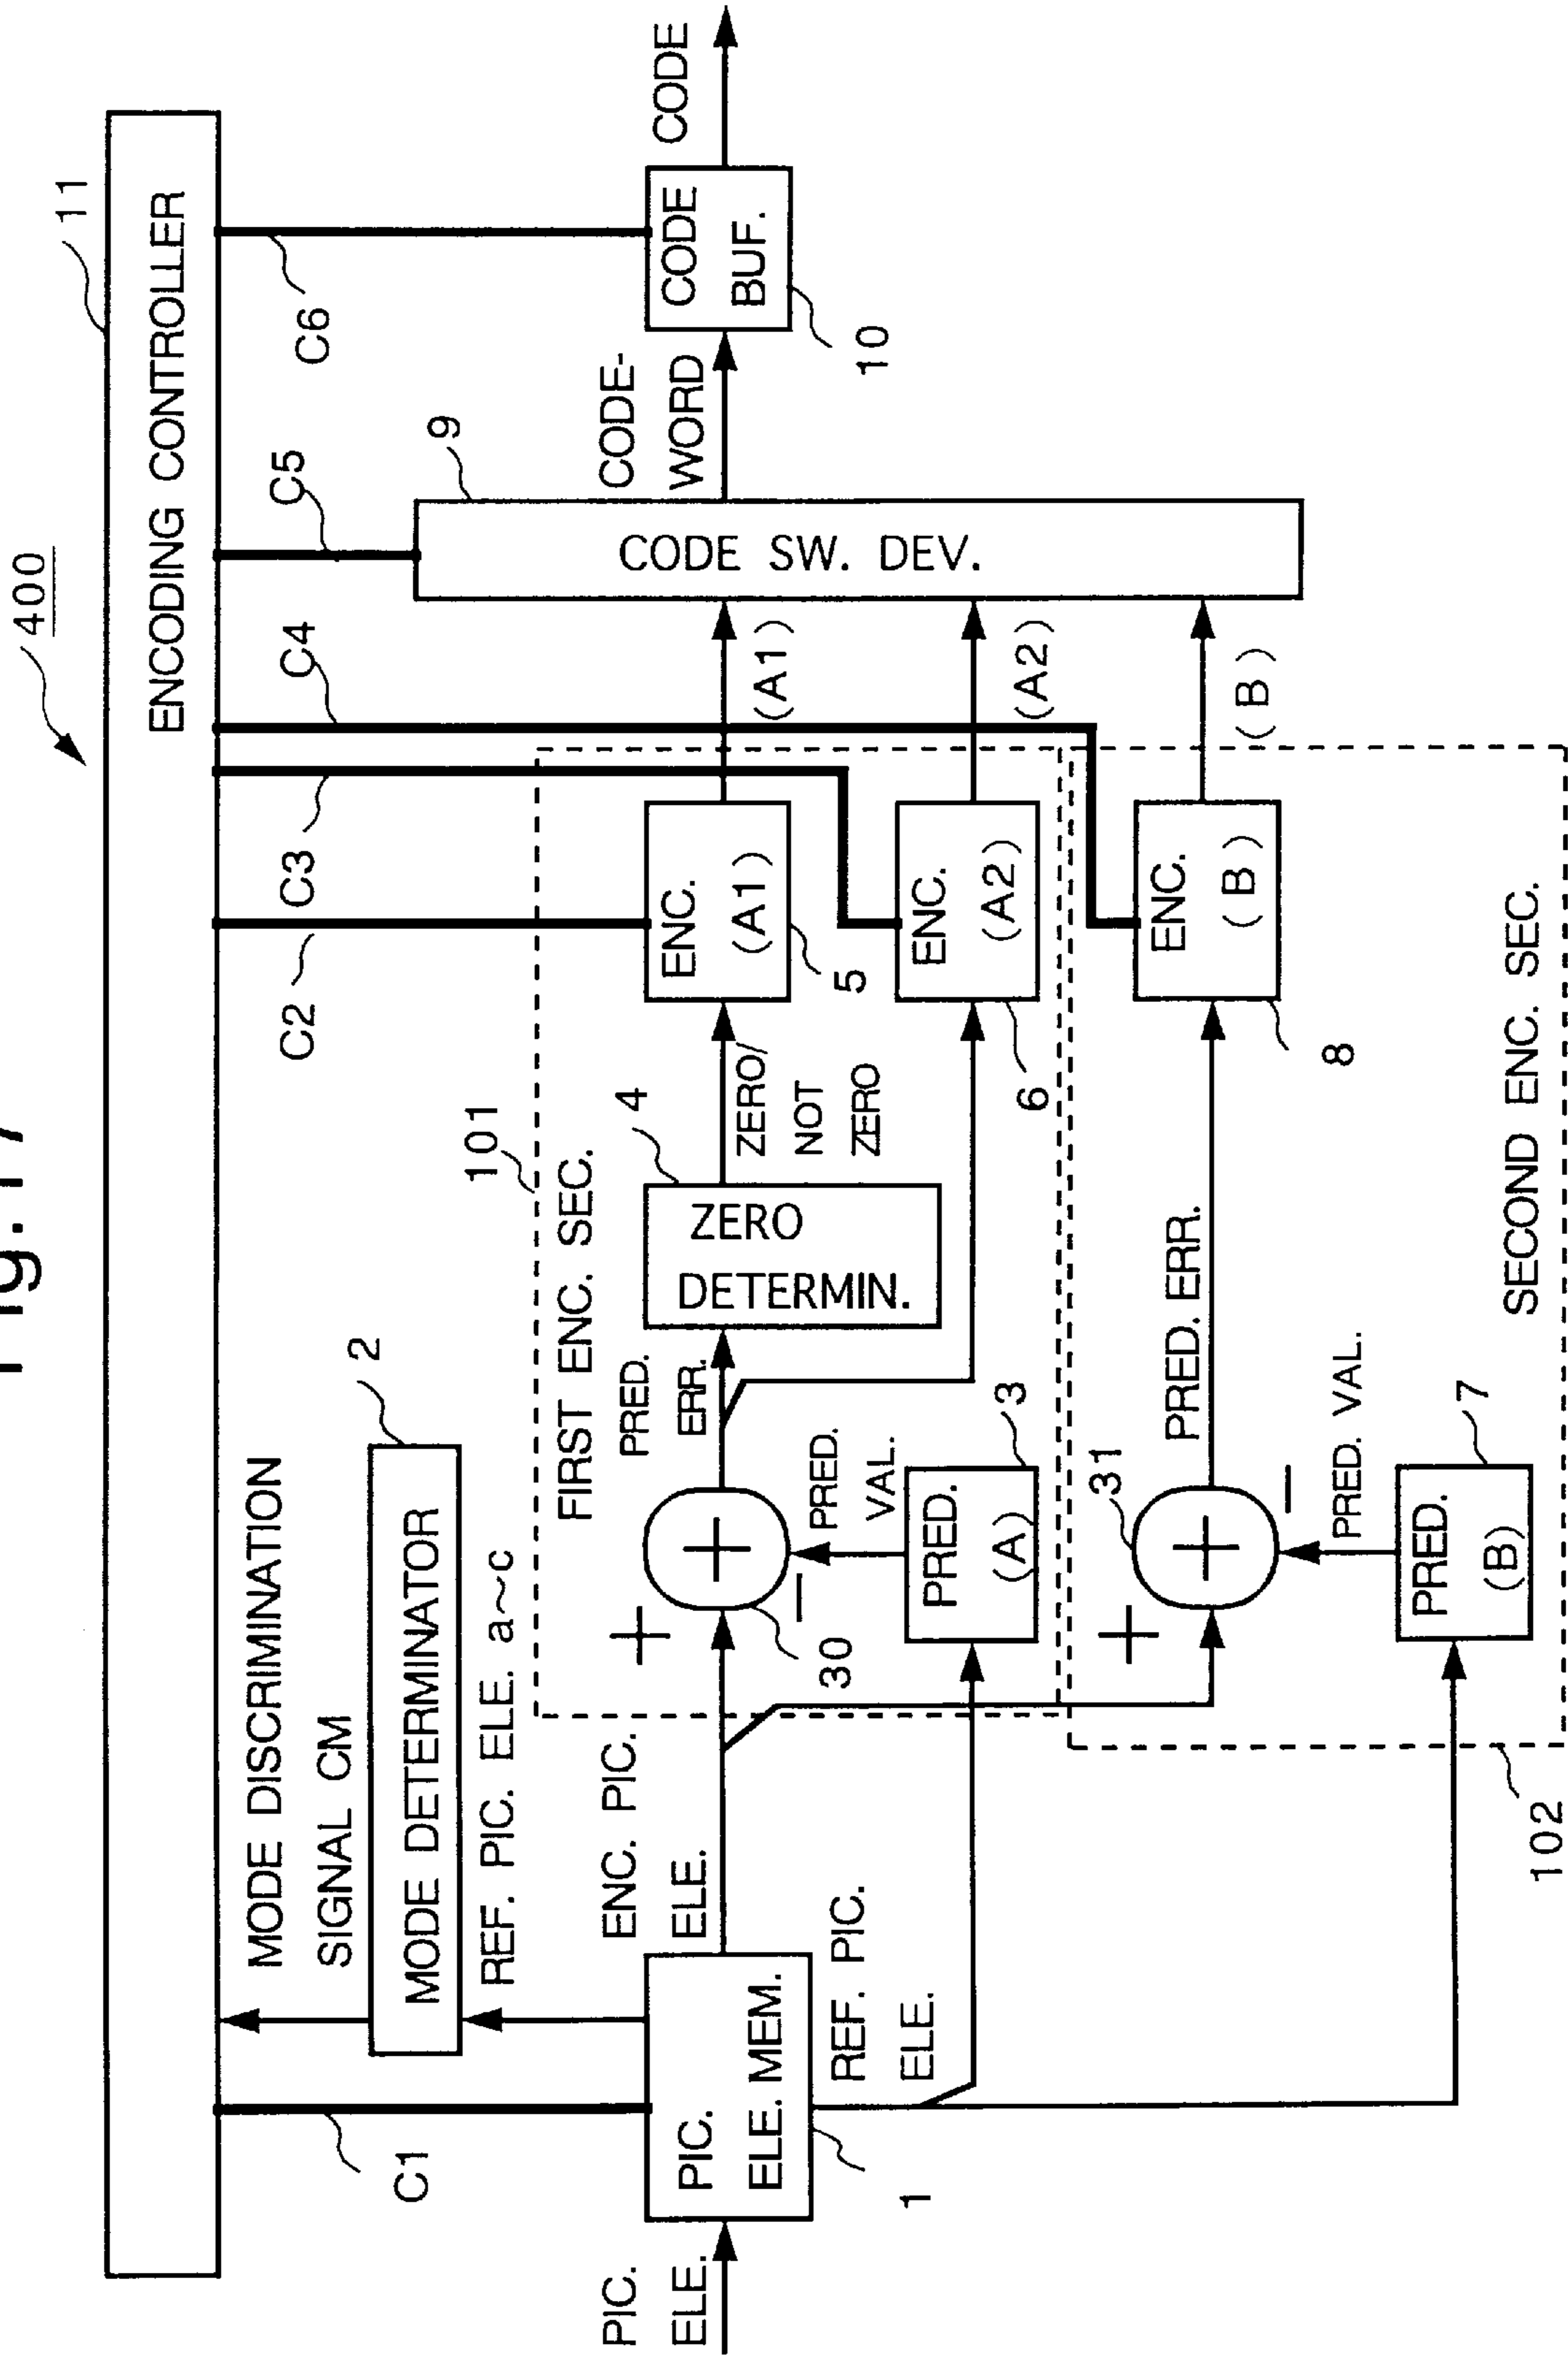 Fig.17
400
11
ENCODING CONTROLLER
C1
MODE DISCRIMINATION
SIGNAL CM
2
MODE DETERMINATOR
REF. PIC. ELE. a~c
C2
C3
C4
C5
C6
PIC.
ELE.
PIC.
ELE. MEM.
1
ENC. PIC.
ELE.
REF. PIC.
ELE.
101
FIRST ENC. SEC.
+
+
−
30
PRED.
ERR.
PRED.
VAL.
PRED.
(A)
3
4
ZERO
DETERMIN.
ZERO/
NOT
ZERO
ENC.
(A1)
5
ENC.
(A2)
6
(A1)
(A2)
(B)
9
CODE SW. DEV.
CODE-
WORD
CODE
BUF.
10
CODE
102
+
+
−
31
PRED. ERR.
PRED. VAL.
PRED.
(B)
7
ENC.
(B)
8
SECOND ENC. SEC.